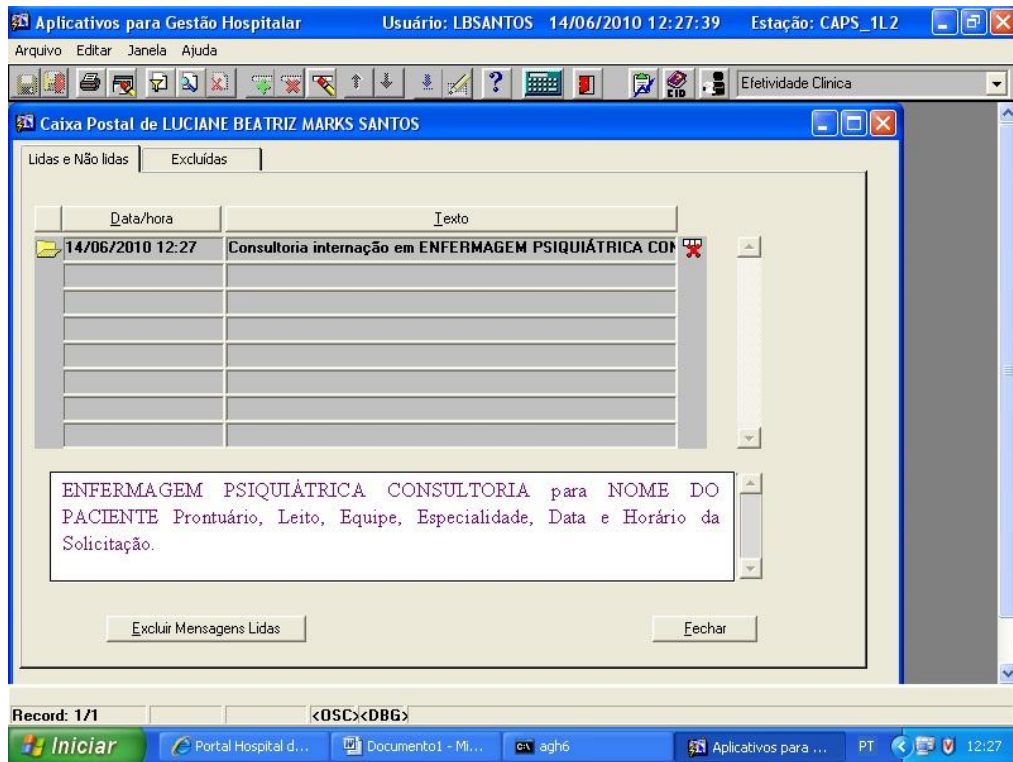 Aplicativos para Gestão Hospitalar Usuário: LBSANTOS 14/06/2010 12:27:39 Estação: CAPS_1L2
Arquivo Editar Janela Ajuda
CID Efetividade Clinica
Caixa Postal de LUCIANE BEATRIZ MARKS SANTOS
Lidas e Não lidas Excluídas
Data/hora Texto
14/06/2010 12:27 Consultoria internação em ENFERMAGEM PSIQUIÁTRICA CON
ENFERMAGEM PSIQUIÁTRICA CONSULTORIA para NOME DO
PACIENTE Prontuário, Leito, Equipe, Especialidade, Data e Horário da
Solicitação.
Excluir Mensagens Lidas Fechar
Record: 1/1 <OSC><DBG>
Iniciar Portal Hospital d... Documento1 - Mi... agh6 Aplicativos para ... PT 12:27